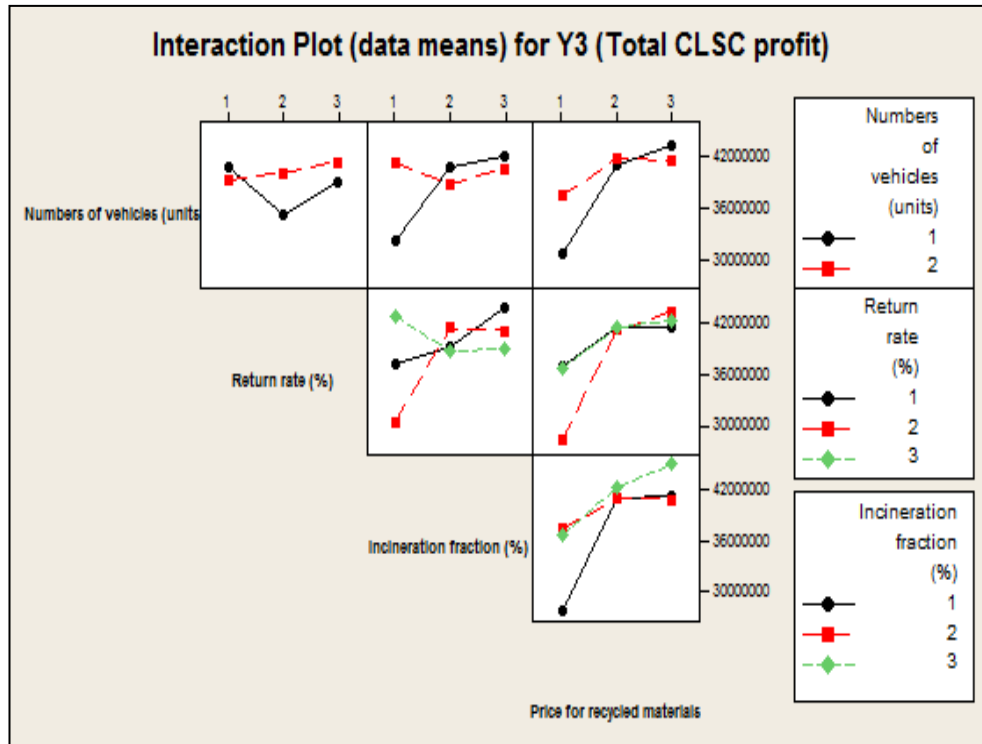 Interaction Plot (data means) for Y3 (Total CLSC profit)
1 2 3 1 2 3 1 2 3
Numbers of vehicles (units
42000000
36000000
30000000
Numbers
of
vehicles
(units)
1
2
Return rate (%)
42000000
36000000
30000000
Return
rate
(%)
1
2
3
Incineration fraction (%)
42000000
36000000
30000000
Incineration
fraction
(%)
1
2
3
Price for recycled materials